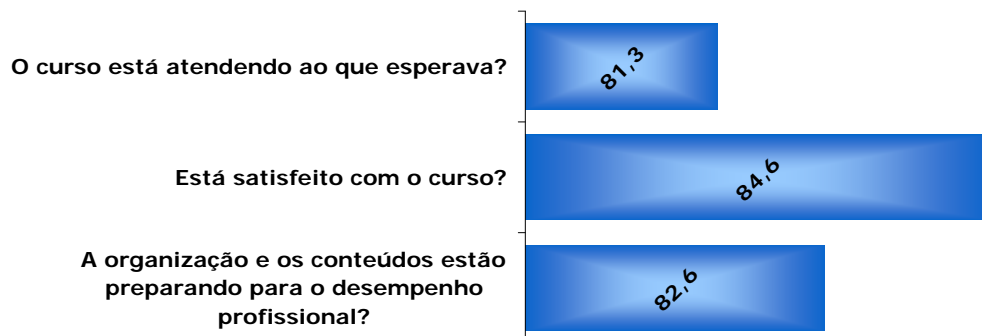 O curso está atendendo ao que esperava?
81,3
Está satisfeito com o curso?
84,6
A organização e os conteúdos estão
preparando para o desempenho
profissional?
82,6